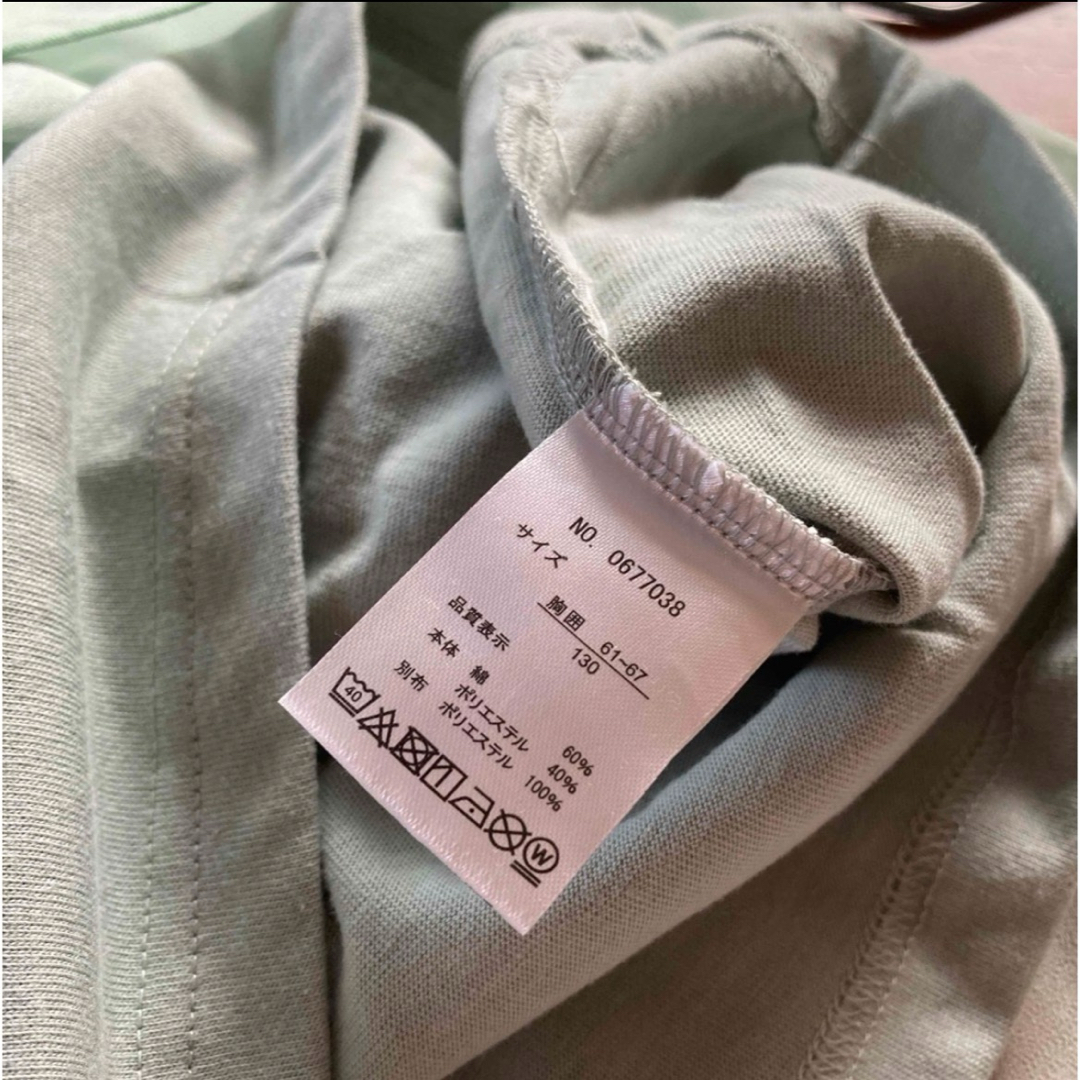 NO. 0677038
サイズ
胸囲 61~67
130
品質表示
本体 綿 60%
ポリエステル 40%
別布 ポリエステル 100%
40
W